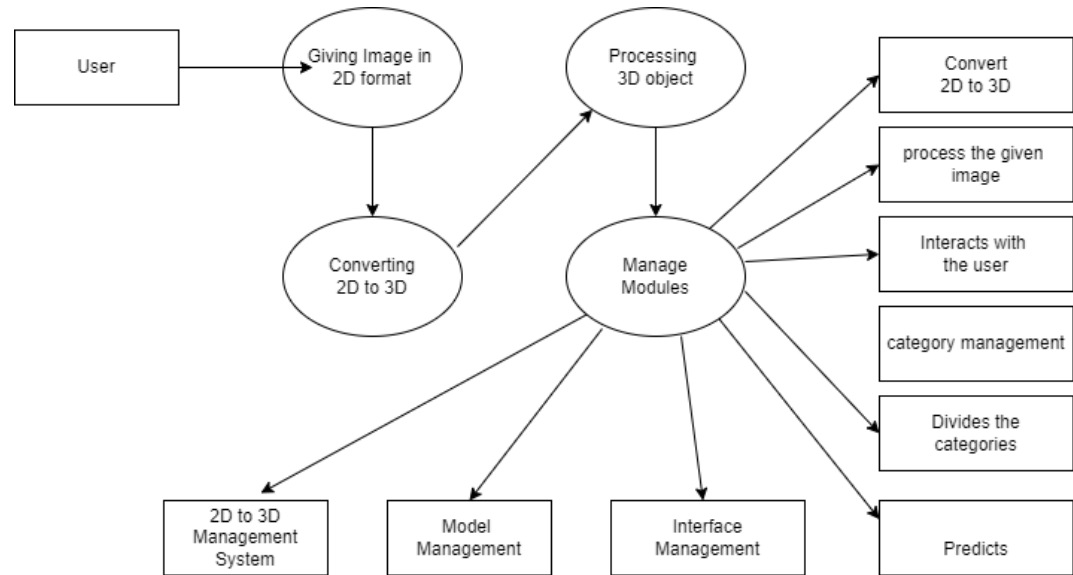 User
Giving Image in
2D format
Processing
3D object
Convert
2D to 3D
process the given
image
Converting
2D to 3D
Manage
Modules
Interacts with
the user
category management
Divides the
categories
2D to 3D
Management
System
Model
Management
Interface
Management
Predicts